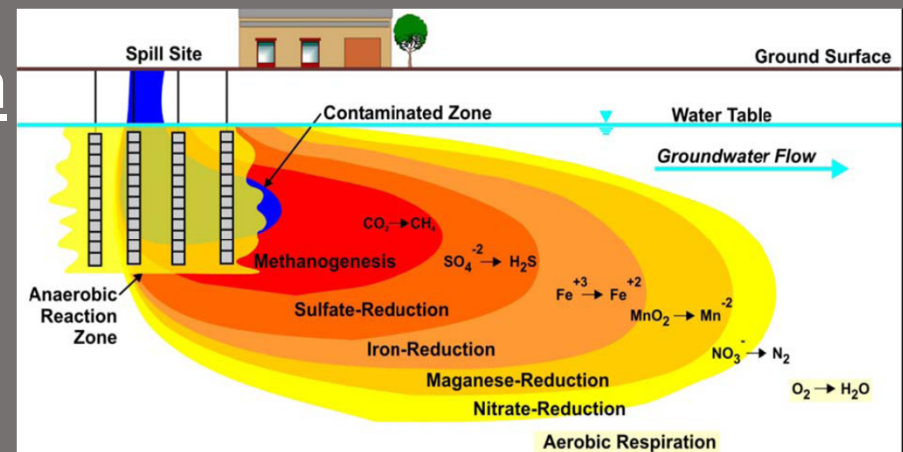 Spill Site
Ground Surface
Contaminated Zone
Water Table
Groundwater Flow
CO₂→CH₄
Methanogenesis
SO₄⁻² → H₂S
Anaerobic
Reaction
Zone
Sulfate-Reduction
Fe⁺³ → Fe⁺²
MnO₂ → Mn⁻²
Iron-Reduction
NO₃⁻ → N₂
Maganese-Reduction
O₂ → H₂O
Nitrate-Reduction
Aerobic Respiration